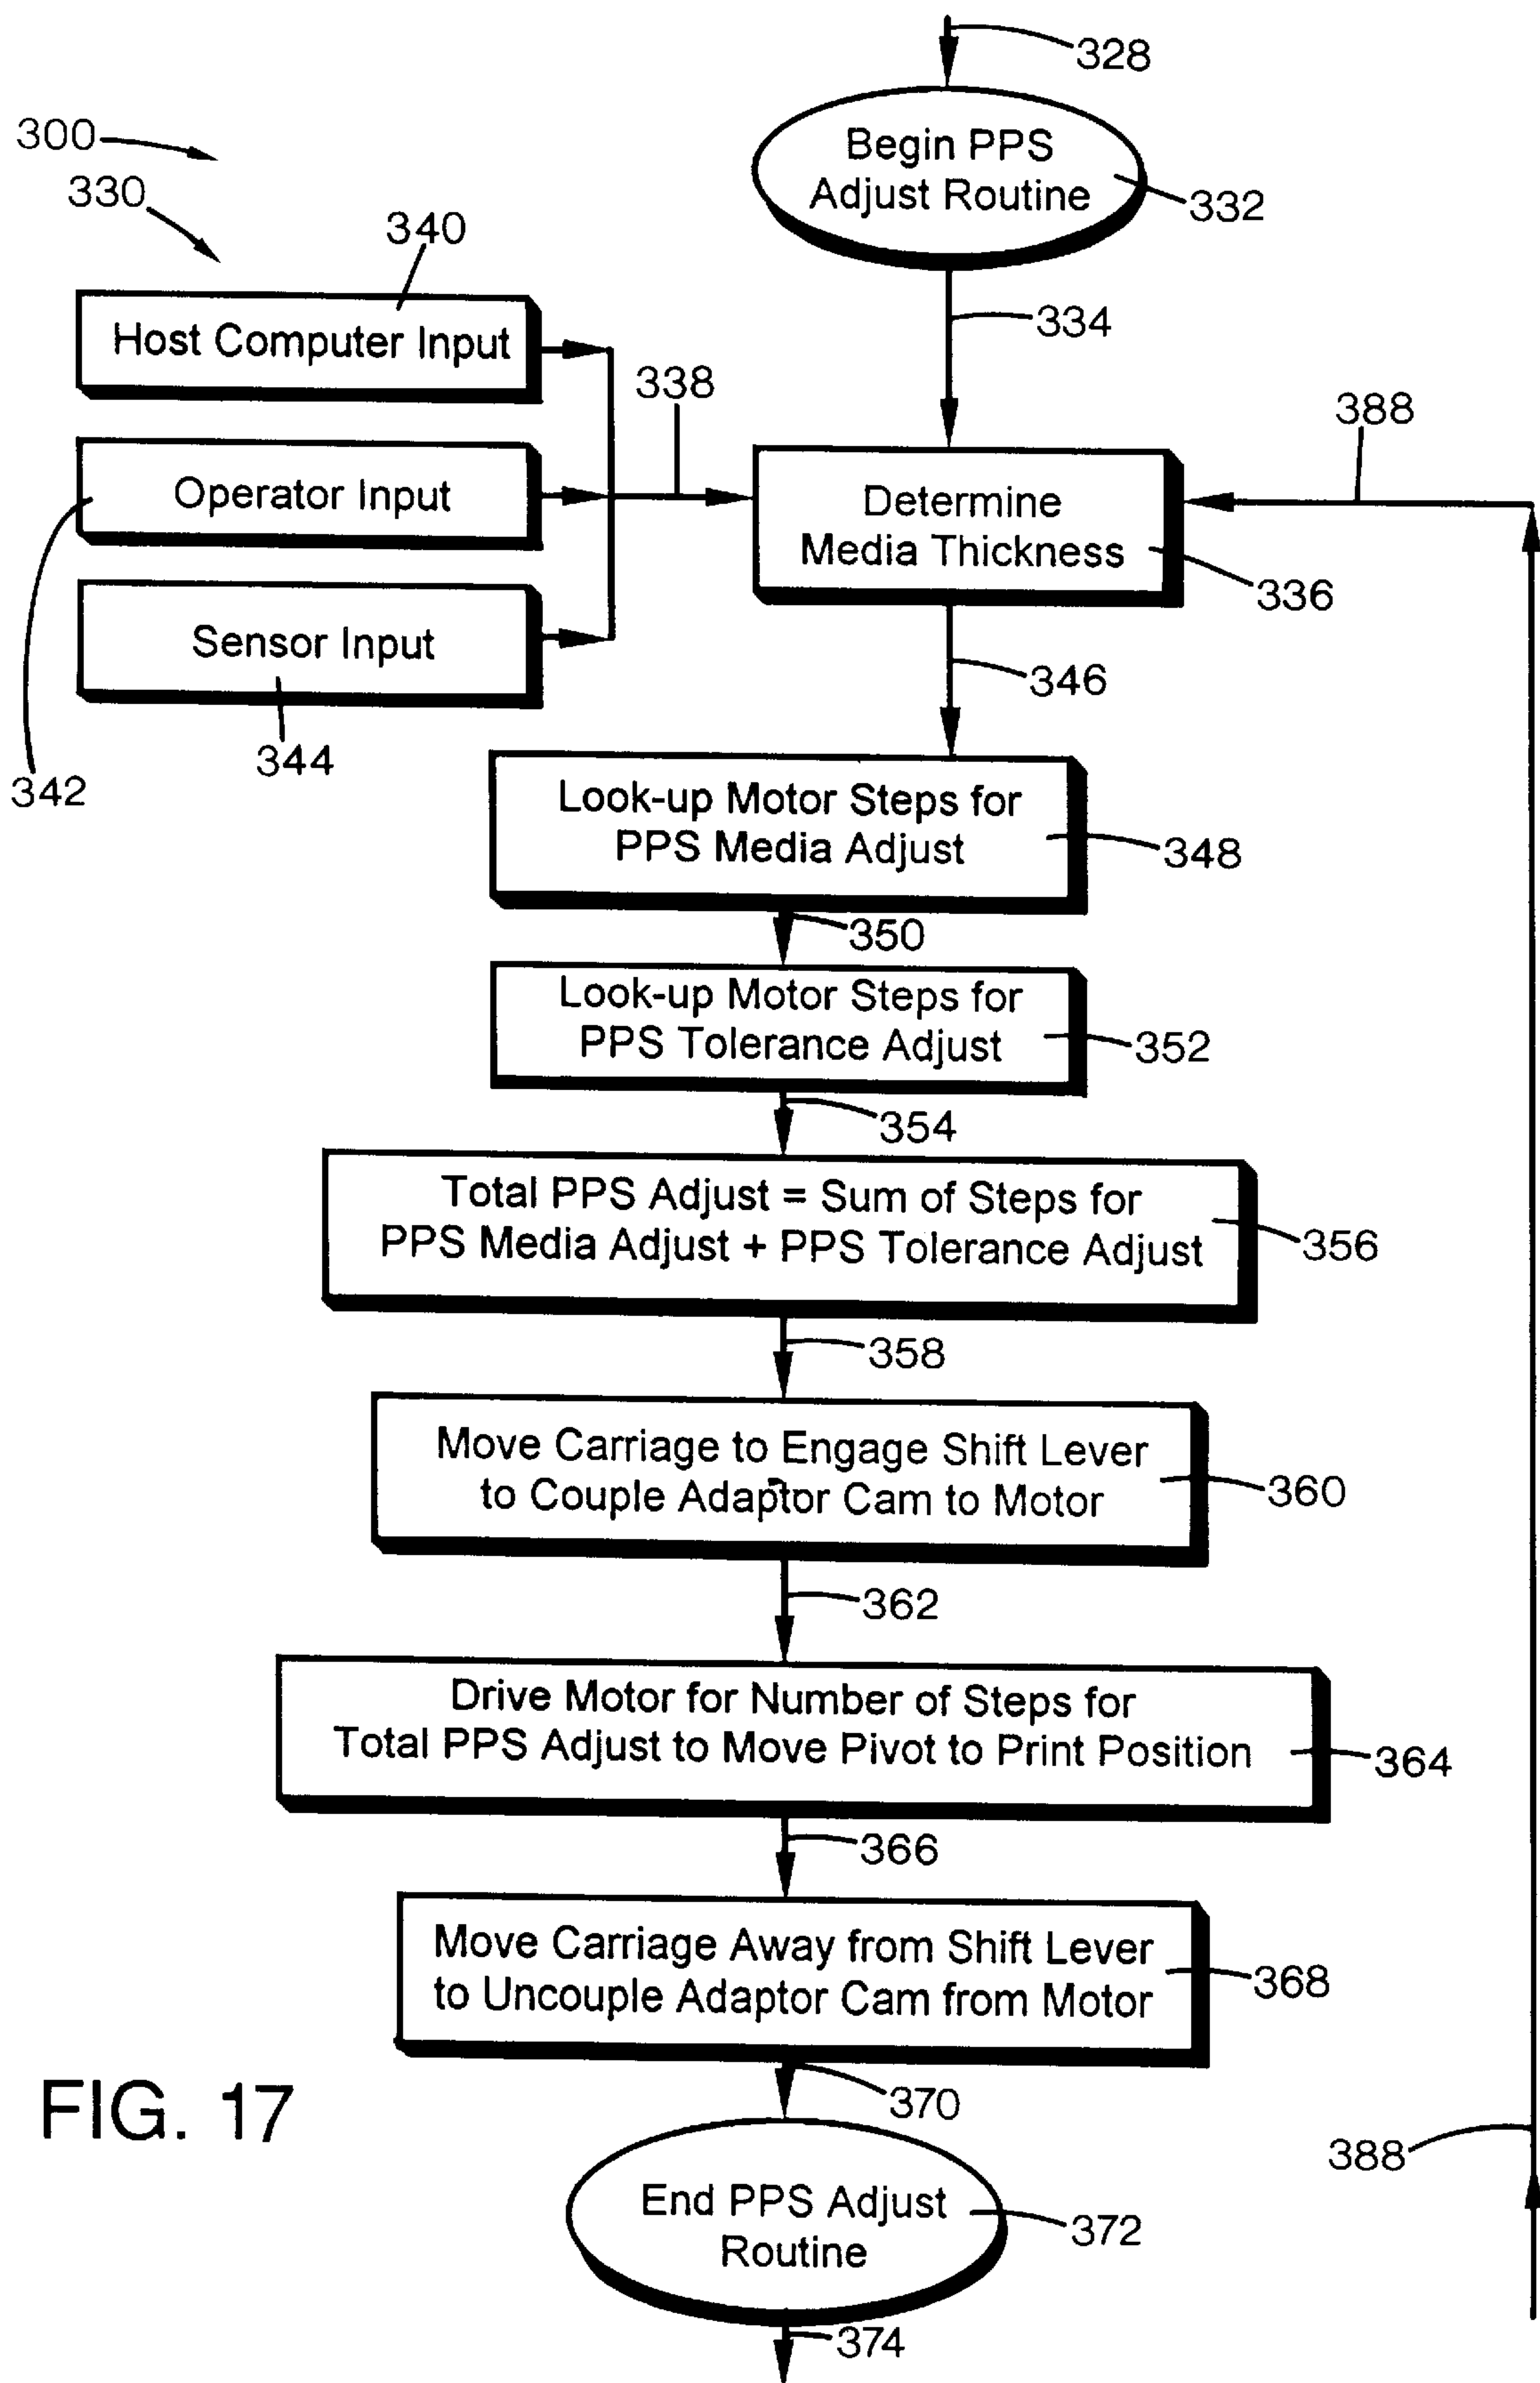 328
Begin PPS
Adjust Routine
332
300
330
334
340
Host Computer Input
338
388
Operator Input
342
Determine
Media Thickness
336
Sensor Input
344
346
Look-up Motor Steps for
PPS Media Adjust
348
350
Look-up Motor Steps for
PPS Tolerance Adjust
352
354
Total PPS Adjust = Sum of Steps for
PPS Media Adjust + PPS Tolerance Adjust
356
358
Move Carriage to Engage Shift Lever
to Couple Adaptor Cam to Motor
360
362
Drive Motor for Number of Steps for
Total PPS Adjust to Move Pivot to Print Position
364
366
Move Carriage Away from Shift Lever
to Uncouple Adaptor Cam from Motor
368
370
FIG. 17
388
End PPS Adjust
Routine
372
374